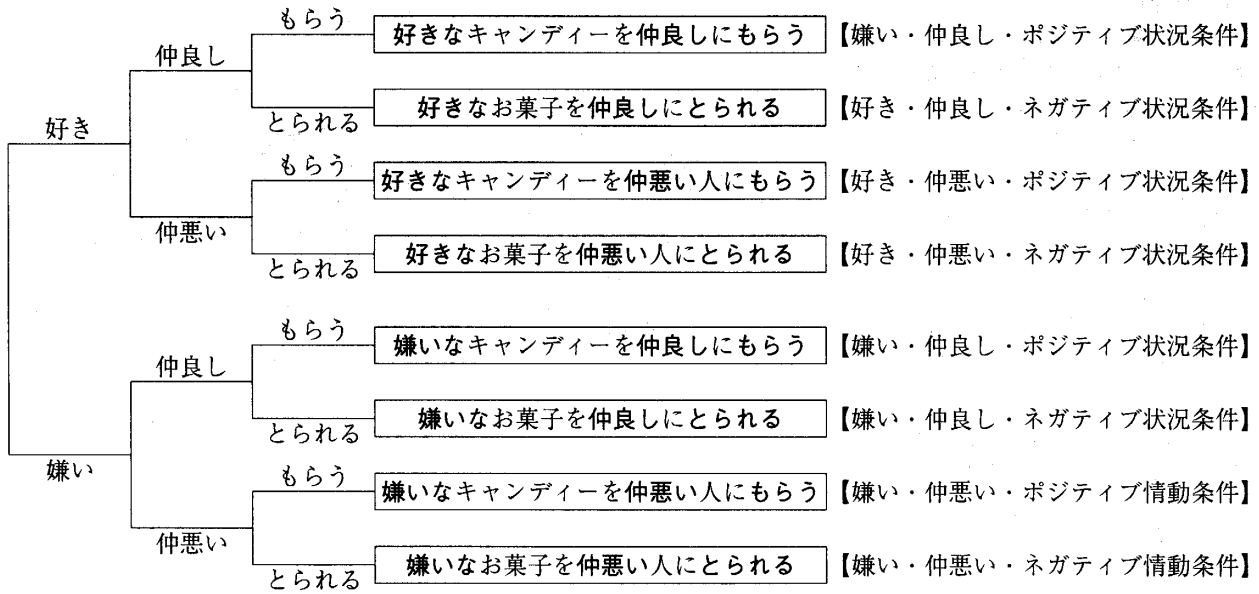 もらう
仲良し 好きなキャンディーを仲良しにもらう 【嫌い・仲良し・ポジティブ状況条件】
とられる 好きなお菓子を仲良しにとられる 【好き・仲良し・ネガティブ状況条件】
好き
もらう 好きなキャンディーを仲悪い人にもらう 【好き・仲悪い・ポジティブ状況条件】
仲悪い
とられる 好きなお菓子を仲悪い人にとられる 【好き・仲悪い・ネガティブ状況条件】
もらう 嫌いなキャンディーを仲良しにもらう 【嫌い・仲良し・ポジティブ状況条件】
仲良し
とられる 嫌いなお菓子を仲良しにとられる 【嫌い・仲良し・ネガティブ状況条件】
嫌い
もらう 嫌いなキャンディーを仲悪い人にもらう 【嫌い・仲悪い・ポジティブ情動条件】
仲悪い
とられる 嫌いなお菓子を仲悪い人にとられる 【嫌い・仲悪い・ネガティブ情動条件】